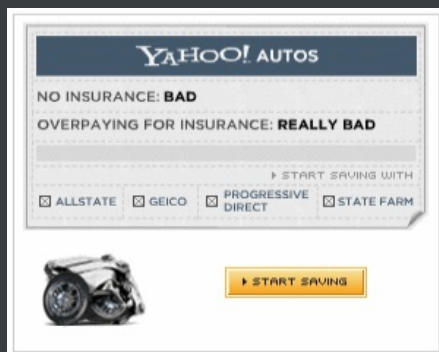 YAHOO! AUTOS
NO INSURANCE: BAD
OVERPAYING FOR INSURANCE: REALLY BAD
START SAVING WITH
ALLSTATE GEICO PROGRESSIVE DIRECT STATE FARM
START SAVING